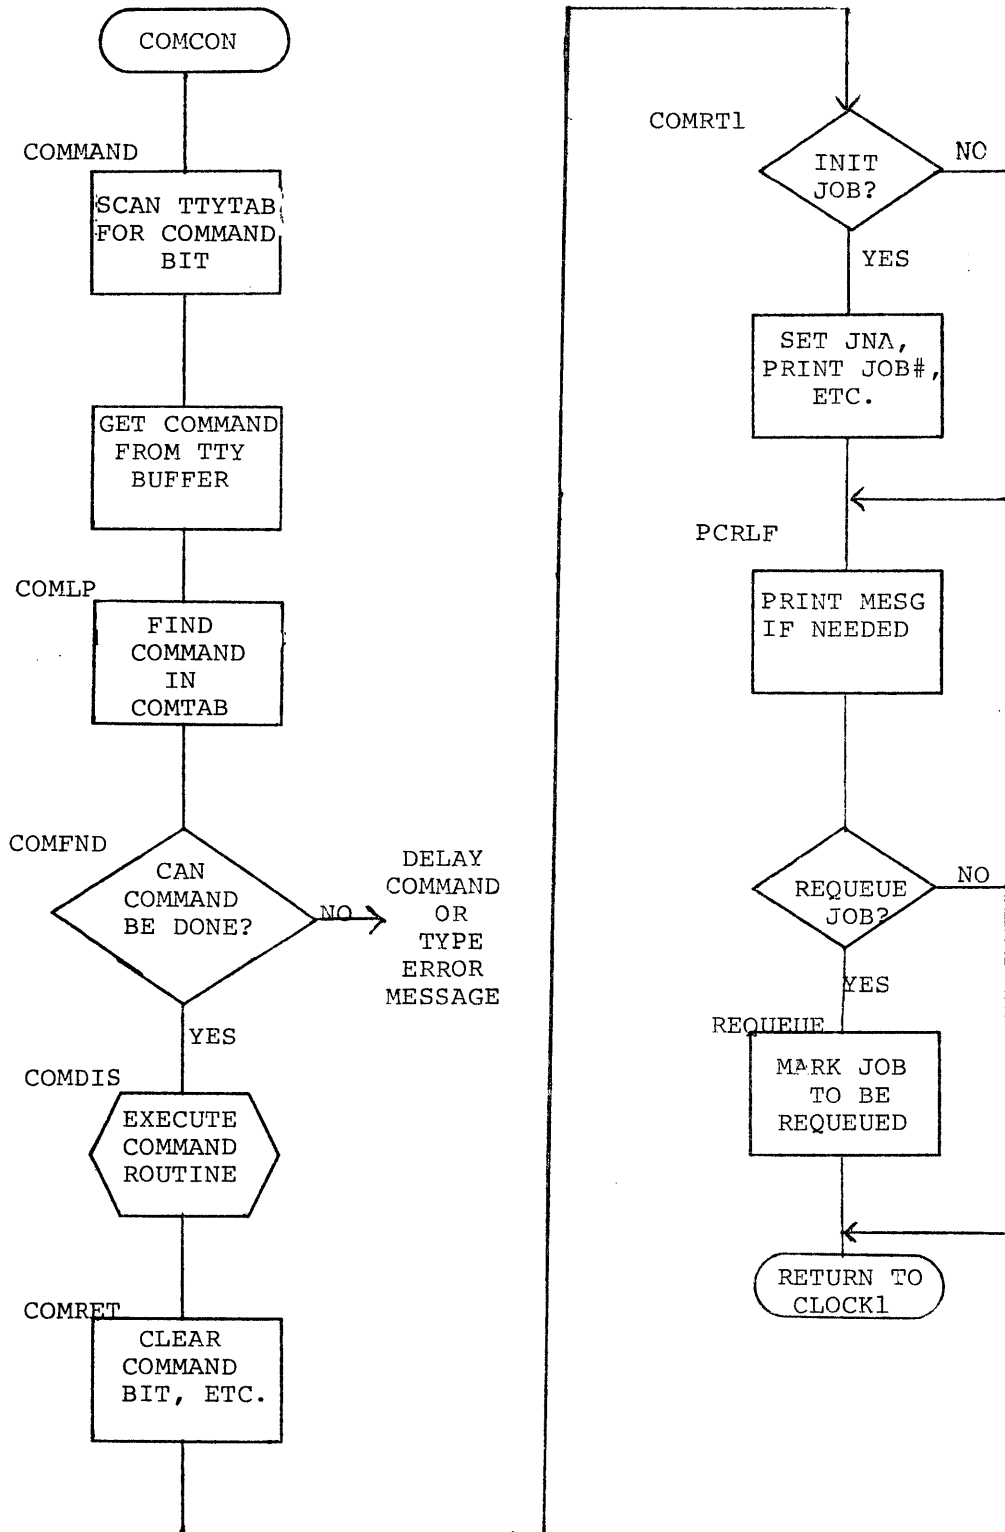 COMCON
COMMAND
SCAN TTYTAB
FOR COMMAND
BIT
GET COMMAND
FROM TTY
BUFFER
COMLP
FIND
COMMAND
IN
COMTAB
COMFND
CAN
COMMAND
BE DONE?
NO
DELAY
COMMAND
OR
TYPE
ERROR
MESSAGE
YES
COMDIS
EXECUTE
COMMAND
ROUTINE
COMRET
CLEAR
COMMAND
BIT, ETC.
COMRT1
INIT
JOB?
NO
YES
SET JNA,
PRINT JOB#,
ETC.
PCRLF
PRINT MESG
IF NEEDED
REQUEUE
JOB?
NO
YES
REQUEUE
MARK JOB
TO BE
REQUEUED
RETURN TO
CLOCK1